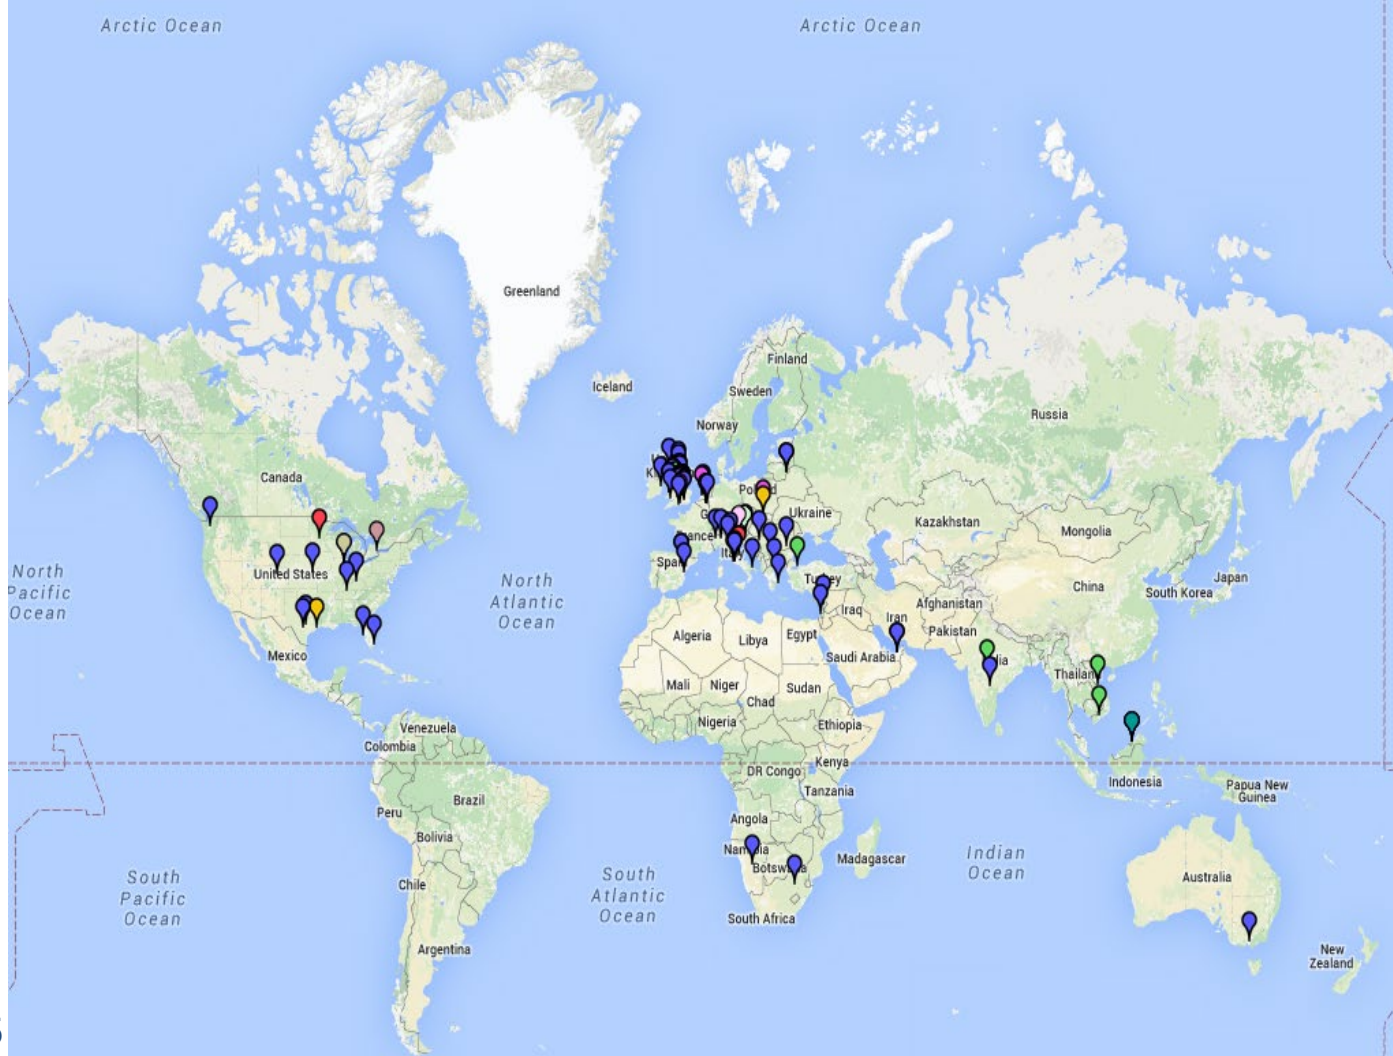 Arctic Ocean
Arctic Ocean
Greenland
Finland
Iceland
Sweden
Norway
Russia
Canada
Ukraine
Kazakhstan
Mongolia
United States
North
Pacific
Ocean
North
Atlantic
Ocean
China
Japan
South Korea
Iraq
Iran
Afghanistan
Pakistan
Algeria
Libya
Egypt
Saudi Arabia
Mexico
Mali
Niger
Chad
Sudan
Nigeria
Ethiopia
Venezuela
Colombia
DR Congo
Kenya
Tanzania
Indonesia
Papua New
Guinea
Peru
Brazil
Bolivia
Angola
Madagascar
Indian
Ocean
Australia
South
Pacific
Ocean
South
Atlantic
Ocean
Chile
South Africa
Argentina
New
Zealand